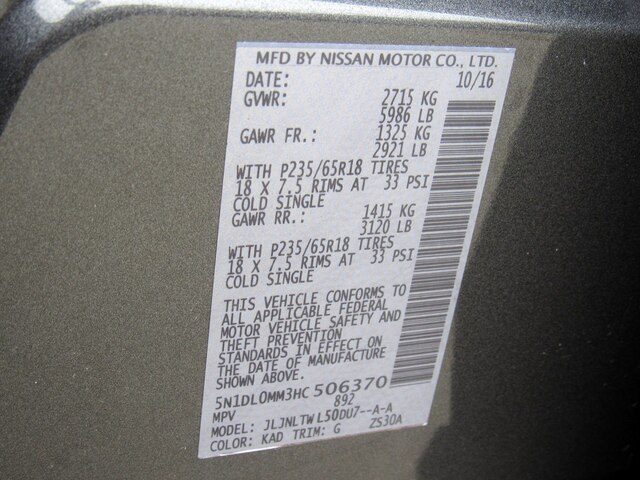 MFD BY NISSAN MOTOR CO., LTD.
DATE: 10/16
GVWR: 2715 KG
5986 LB
GAWR FR.: 1325 KG
2921 LB
WITH P235/65R18 TIRES
18 X 7.5 RIMS AT 33 PSI
COLD SINGLE
GAWR RR.: 1415 KG
3120 LB
WITH P235/65R18 TIRES
18 X 7.5 RIMS AT 33 PSI
COLD SINGLE
THIS VEHICLE CONFORMS TO
ALL APPLICABLE FEDERAL
MOTOR VEHICLE SAFETY AND
THEFT PREVENTION
STANDARDS IN EFFECT ON
THE DATE OF MANUFACTURE
SHOWN ABOVE.
5N1DL0MM3HC506370
MPV 892
MODEL: JLJNLTWL50DU7--A-A
COLOR: KAD TRIM: G ZS30A